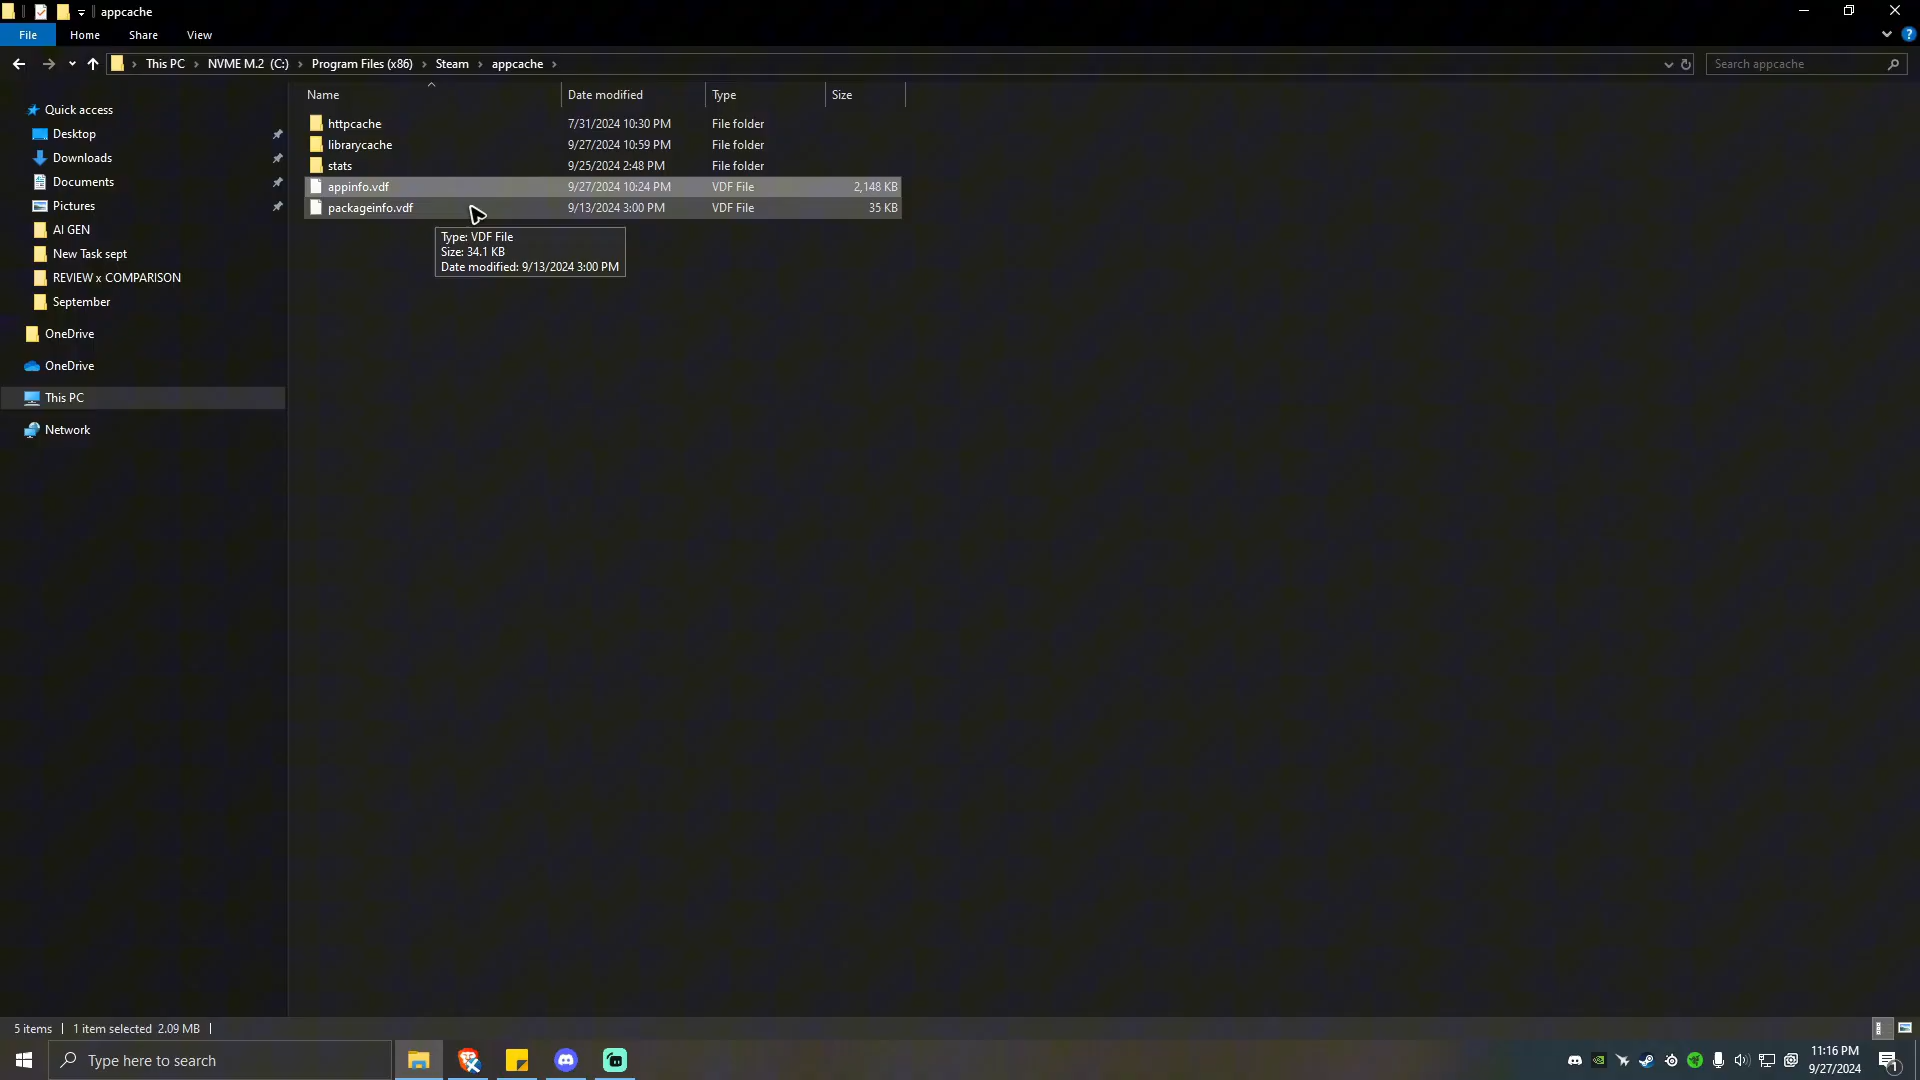 appcache
File Home Share View
This PC NVME M.2 (C:) Program Files (x86) Steam appcache
Search appcache
Name Date modified Type Size
Quick access
Desktop
Downloads
Documents
Pictures
AI GEN
New Task sept
REVIEW x COMPARISON
September
OneDrive
OneDrive
This PC
Network
httpcache 7/31/2024 10:30 PM File folder
librarycache 9/27/2024 10:59 PM File folder
stats 9/25/2024 2:48 PM File folder
appinfo.vdf 9/27/2024 10:24 PM VDF File 2,148 KB
packageinfo.vdf 9/13/2024 3:00 PM VDF File 35 KB
Type: VDF File
Size: 34.1 KB
Date modified: 9/13/2024 3:00 PM
5 items 1 item selected 2.09 MB
Type here to search
11:16 PM
9/27/2024
1